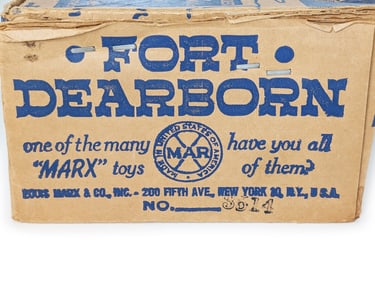 • FORT •
DEARBORN
one of the many have you all
"MARX" toys of them?
MADE IN UNITED STATES OF AMERICA
MAR
LOUIS MARX & CO., INC. - 200 FIFTH AVE., NEW YORK 10, N.Y., U.S.A.
NO. 3514